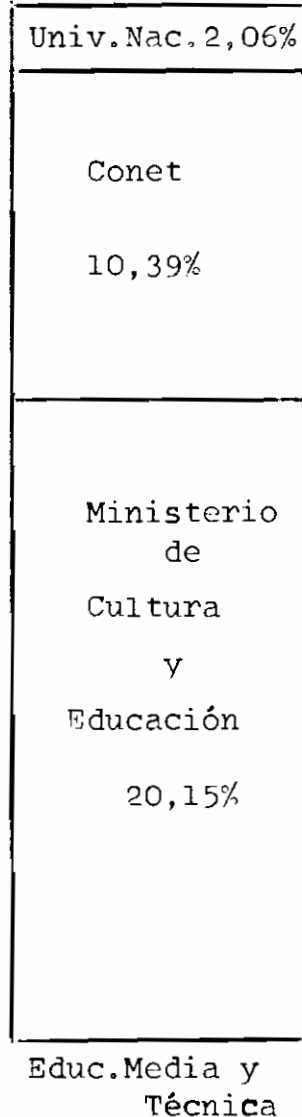 Univ.Nac.2,06%
Conet
10,39%
Ministerio
de
Cultura
y
Educación
20,15%
Educ.Media y
Técnica